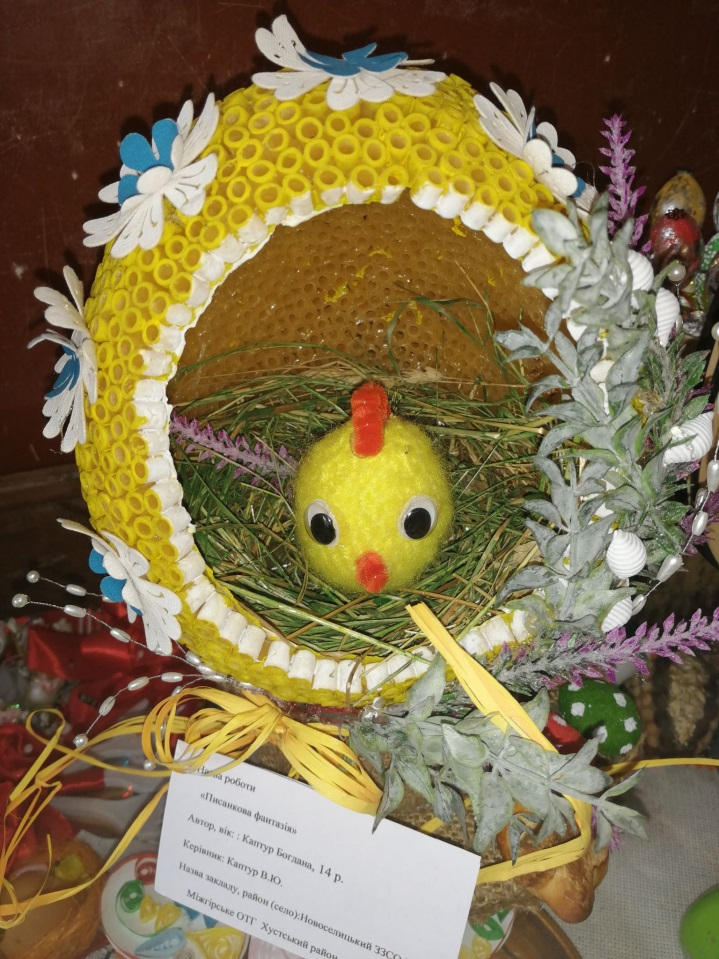 роботи
«Писанкова фантазія»
Автор, вік: : Каптур Богдана, 14 р.
Керівник: Каптур В.Ю.
Назва закладу, район (село):Новоселицький ЗЗСО
Міжгірське ОТГ Хустський район